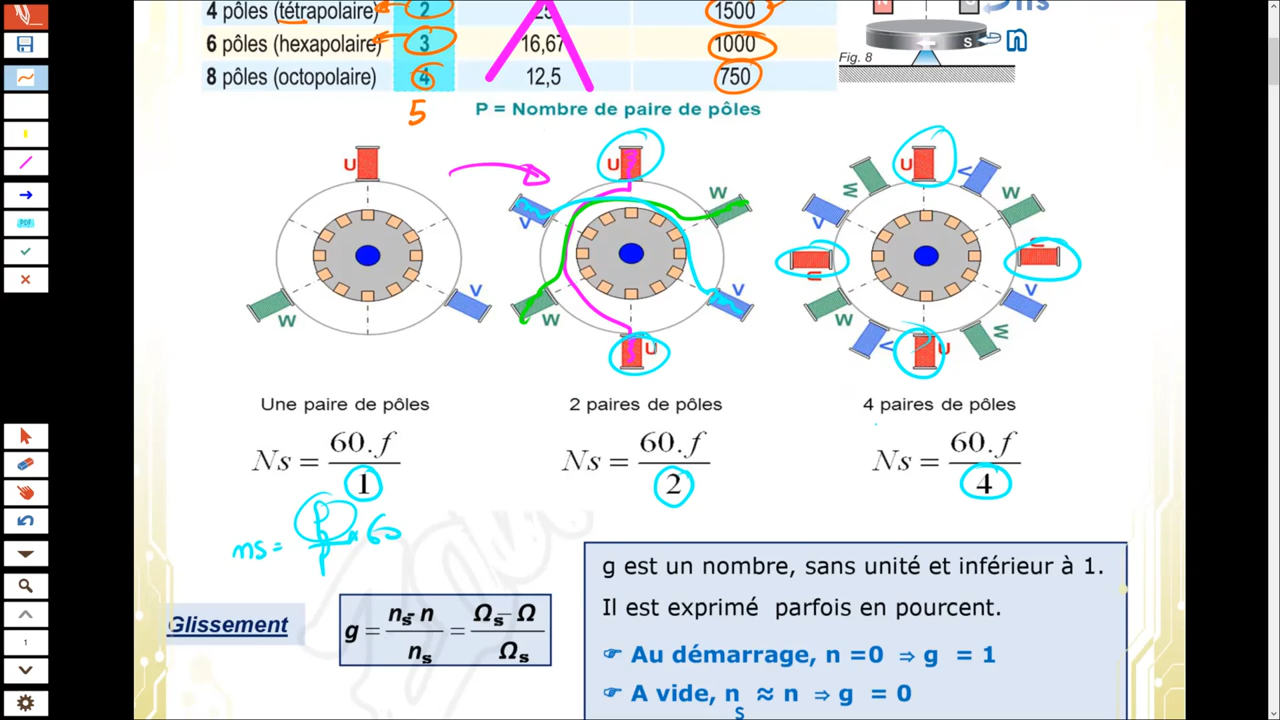 4 pôles (tétrapolaire) 2 25 1500
6 pôles (hexapolaire) 3 16,67 1000
8 pôles (octopolaire) 4 12,5 750
5
ns
n
S
Fig. 8
P = Nombre de paire de pôles
U
W
V
U
V
W
W
V
U
U
V
W
W
V
V
U
U
W
V
V
U
W
Une paire de pôles
2 paires de pôles
4 paires de pôles
Ns = 60.f / 1
Ns = 60.f / 2
Ns = 60.f / 4
ns = f / p × 60
Glissement
g = ns - n / ns = Ωs - Ω / Ωs
g est un nombre, sans unité et inférieur à 1.
Il est exprimé parfois en pourcent.
☞ Au démarrage, n =0 ⇒ g = 1
☞ A vide, ns ≈ n ⇒ g = 0
PDF
1